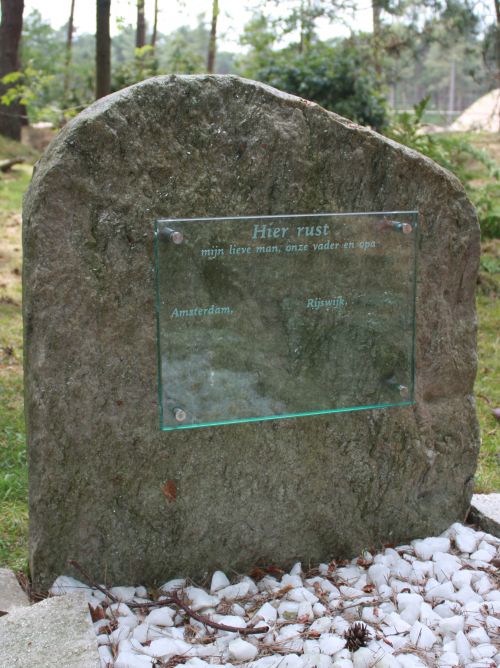 Hier rust
mijn lieve man, onze vader en opa
Amsterdam, Rijswijk,